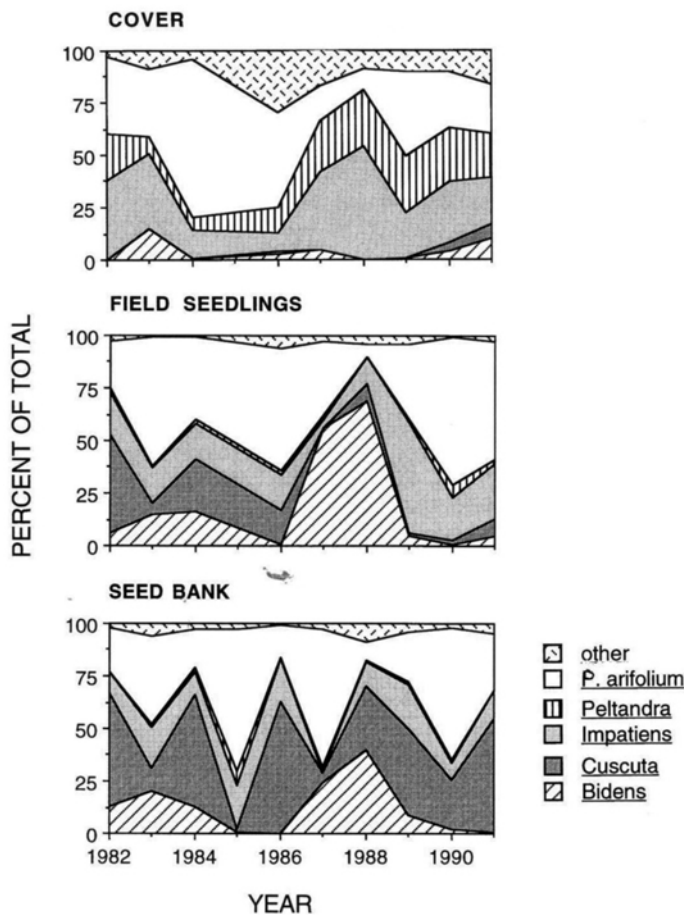 COVER
100
75
50
25
0
FIELD SEEDLINGS
100
75
50
25
0
PERCENT OF TOTAL
SEED BANK
100
75
50
25
0
1982 1984 1986 1988 1990
YEAR
other
P. arifolium
Peltandra
Impatiens
Cuscuta
Bidens